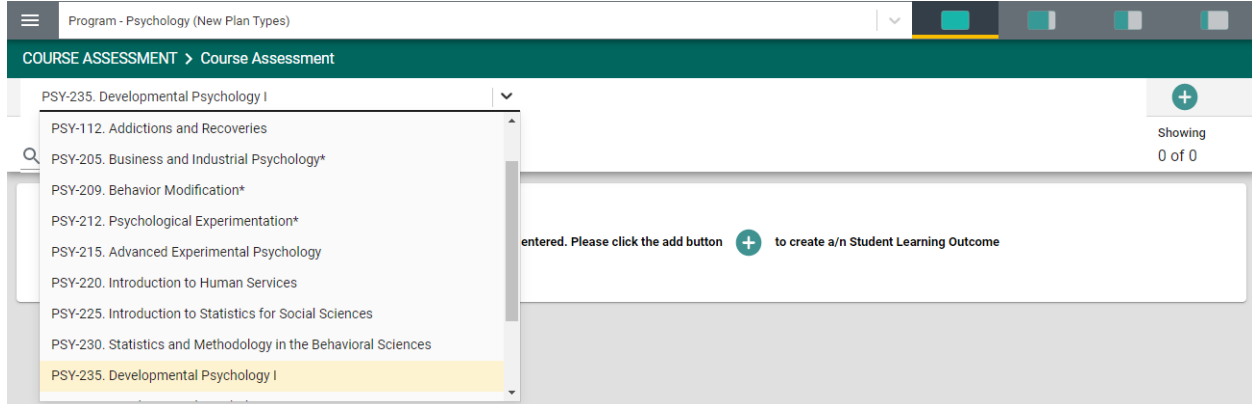 Program - Psychology (New Plan Types)
COURSE ASSESSMENT > Course Assessment
PSY-235. Developmental Psychology I
PSY-112. Addictions and Recoveries
Showing
PSY-205. Business and Industrial Psychology*
0 of 0
PSY-209. Behavior Modification*
PSY-212. Psychological Experimentation*
entered. Please click the add button to create a/n Student Learning Outcome
PSY-215. Advanced Experimental Psychology
PSY-220. Introduction to Human Services
PSY-225. Introduction to Statistics for Social Sciences
PSY-230. Statistics and Methodology in the Behavioral Sciences
PSY-235. Developmental Psychology I